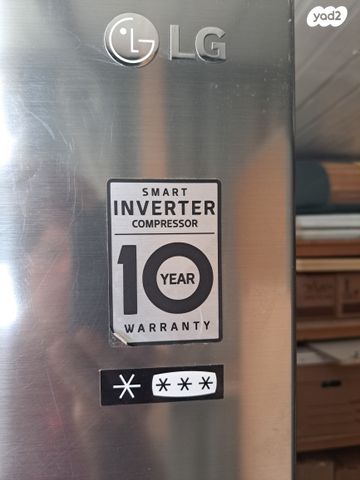 yad2
LG
SMART
INVERTER
COMPRESSOR
10 YEAR
WARRANTY